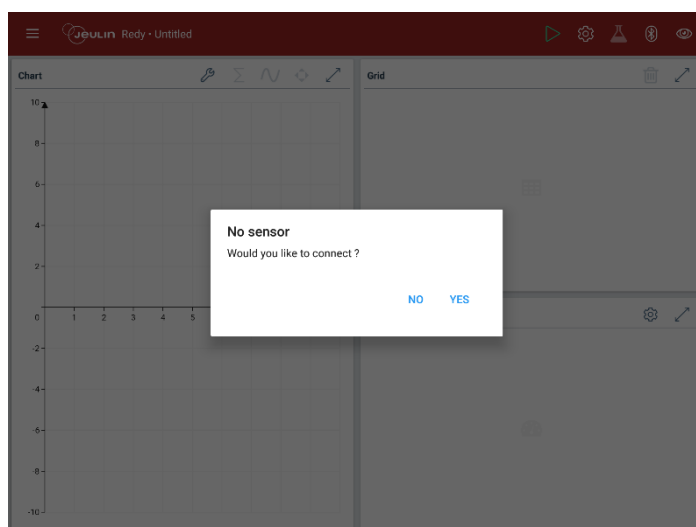 Jeulin Redy • Untitled
Chart
Grid
10
8
6
4
2
0 1 2 3 4 5
-2
-4
-6
-8
-10
No sensor
Would you like to connect ?
NO YES